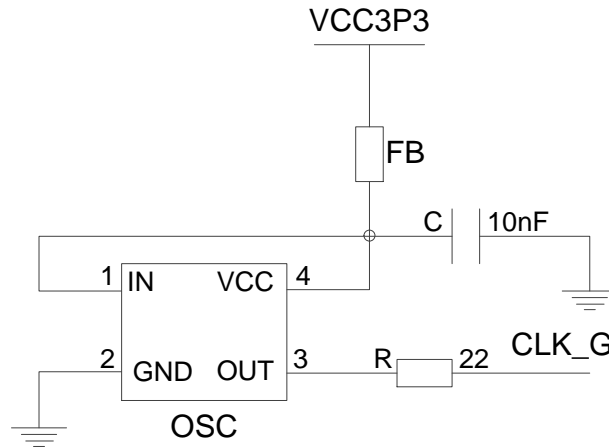 VCC3P3
FB
C 10nF
1 IN VCC 4
2 GND OUT 3 R 22 CLK_G
OSC